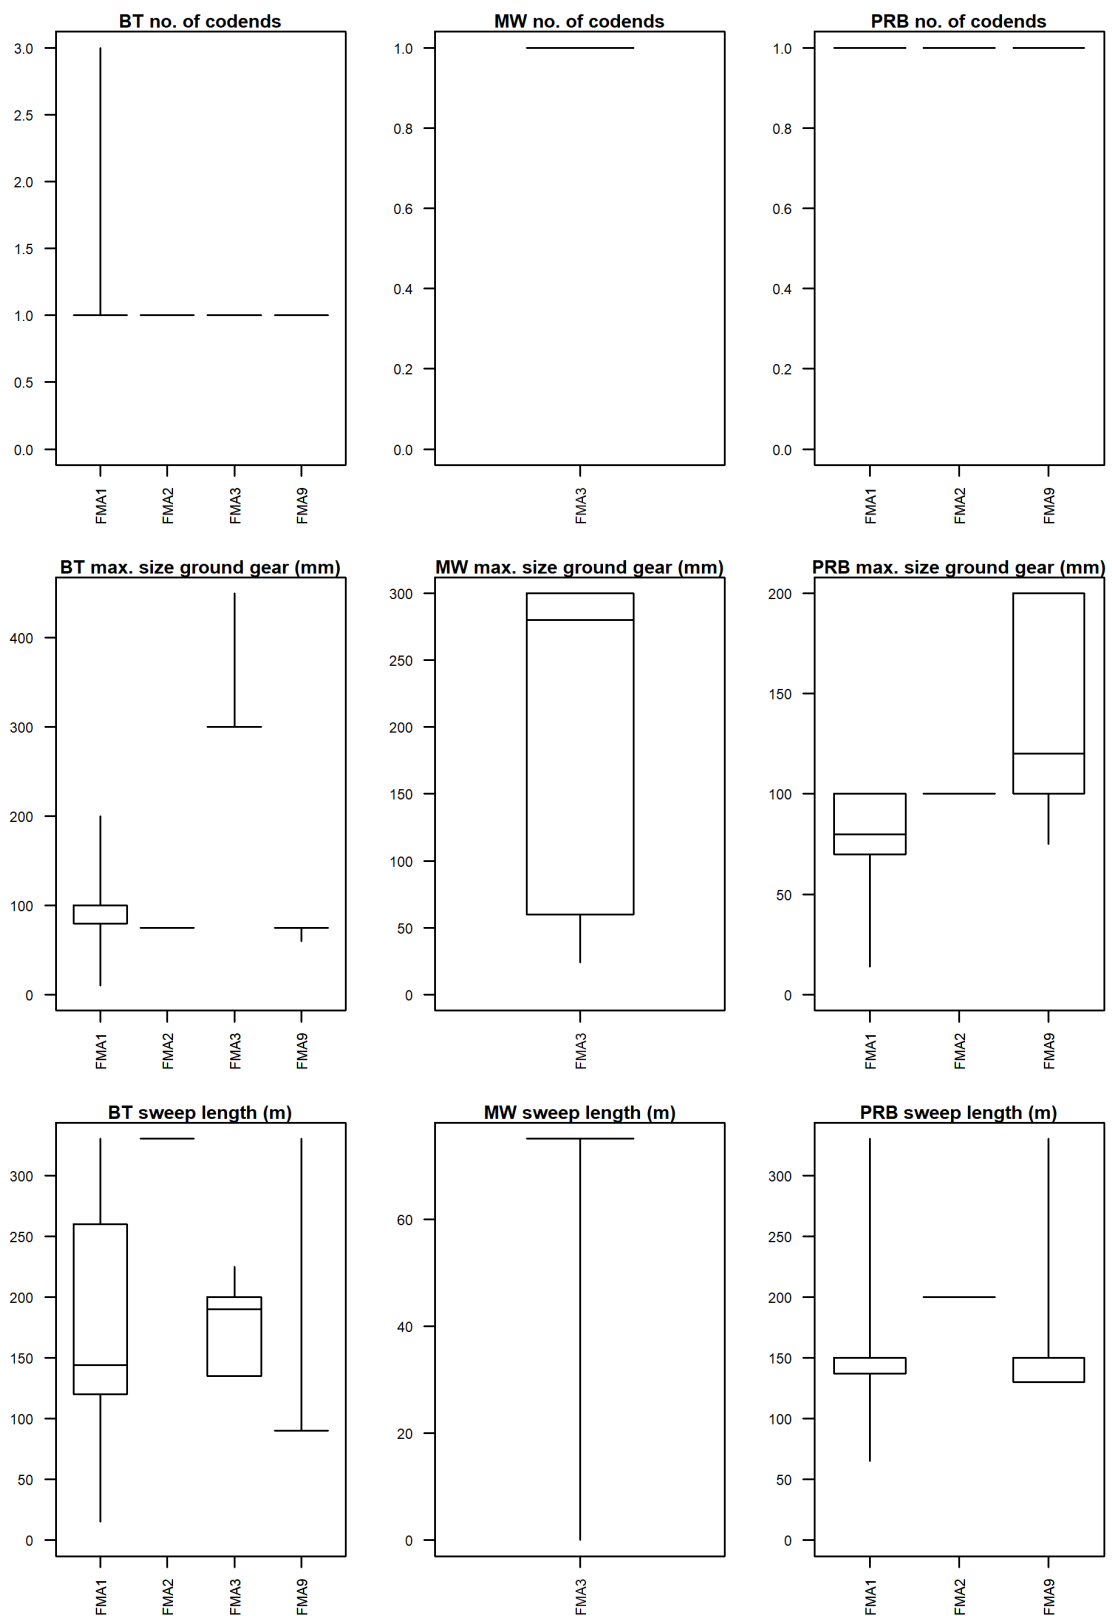 BT no. of codends
3.0
2.5
2.0
1.5
1.0
0.5
0.0
FMA1
FMA2
FMA3
FMA9
MW no. of codends
1.0
0.8
0.6
0.4
0.2
0.0
FMA3
PRB no. of codends
1.0
0.8
0.6
0.4
0.2
0.0
FMA1
FMA2
FMA9
BT max. size ground gear (mm)
400
300
200
100
0
FMA1
FMA2
FMA3
FMA9
MW max. size ground gear (mm)
300
250
200
150
100
50
0
FMA3
PRB max. size ground gear (mm)
200
150
100
50
0
FMA1
FMA2
FMA9
BT sweep length (m)
300
250
200
150
100
50
0
FMA1
FMA2
FMA3
FMA9
MW sweep length (m)
60
40
20
0
FMA3
PRB sweep length (m)
300
250
200
150
100
50
0
FMA1
FMA2
FMA9